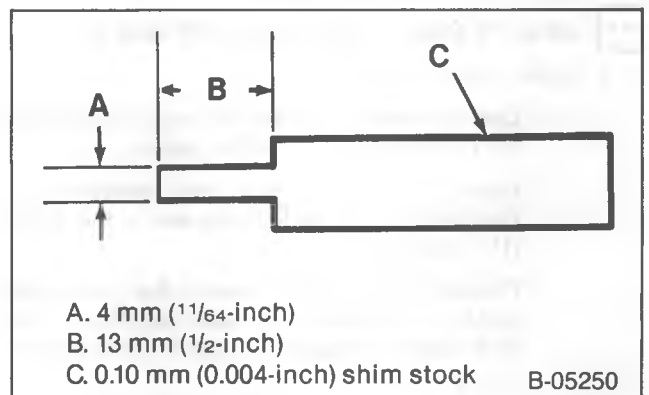 A
B
C
A. 4 mm (11/64-inch)
B. 13 mm (1/2-inch)
C. 0.10 mm (0.004-inch) shim stock
B-05250